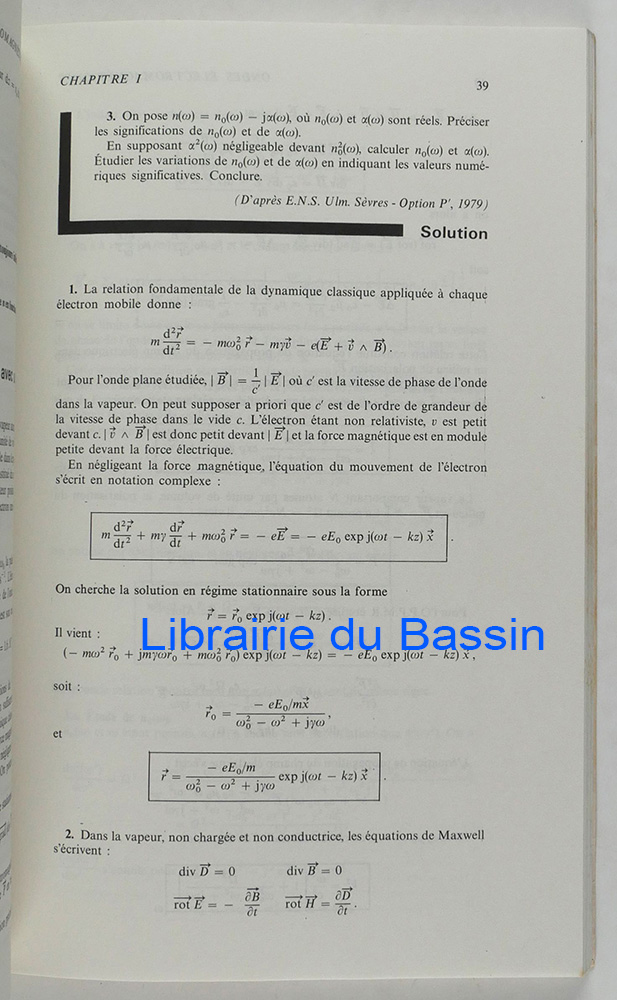 CHAPITRE I
39
3. On pose n(ω) = n₀(ω) − jα(ω), où n₀(ω) et α(ω) sont réels. Préciser
les significations de n₀(ω) et de α(ω).
En supposant α²(ω) négligeable devant n₀²(ω), calculer n₀(ω) et α(ω).
Étudier les variations de n₀(ω) et de α(ω) en indiquant les valeurs numé-
riques significatives. Conclure.
(D'après E.N.S. Ulm. Sèvres - Option P', 1979)
Solution
1. La relation fondamentale de la dynamique classique appliquée à chaque
électron mobile donne :
m d²r⃗/dt² = − mω₀² r⃗ − mγv⃗ − e(E⃗ + v⃗ ∧ B⃗).
Pour l'onde plane étudiée, | B⃗ | = 1/c' | E⃗ | où c' est la vitesse de phase de l'onde
dans la vapeur. On peut supposer a priori que c' est de l'ordre de grandeur de
la vitesse de phase dans le vide c. L'électron étant non relativiste, v est petit
devant c. | v⃗ ∧ B⃗ | est donc petit devant | E⃗ | et la force magnétique est en module
petite devant la force électrique.
En négligeant la force magnétique, l'équation du mouvement de l'électron
s'écrit en notation complexe :
m d²r⃗/dt² + mγ dr⃗/dt + mω₀² r⃗ = − eE⃗ = − eE₀ exp j(ωt − kz) x⃗ .
On cherche la solution en régime stationnaire sous la forme
r⃗ = r⃗₀ exp j(ωt − kz) .
Il vient :
Librairie du Bassin
(− mω² r⃗₀ + jmγωr₀ + mω₀² r⃗₀) exp j(ωt − kz) = − eE₀ exp j(ωt − kz) x⃗ ,
soit :
r⃗₀ = − eE₀/mx⃗ / ω₀² − ω² + jγω ,
et
r⃗ = − eE₀/m / ω₀² − ω² + jγω exp j(ωt − kz) x⃗ .
2. Dans la vapeur, non chargée et non conductrice, les équations de Maxwell
s'écrivent :
div D⃗ = 0 div B⃗ = 0
rot E⃗ = − ∂B⃗/∂t rot H⃗ = ∂D⃗/∂t .